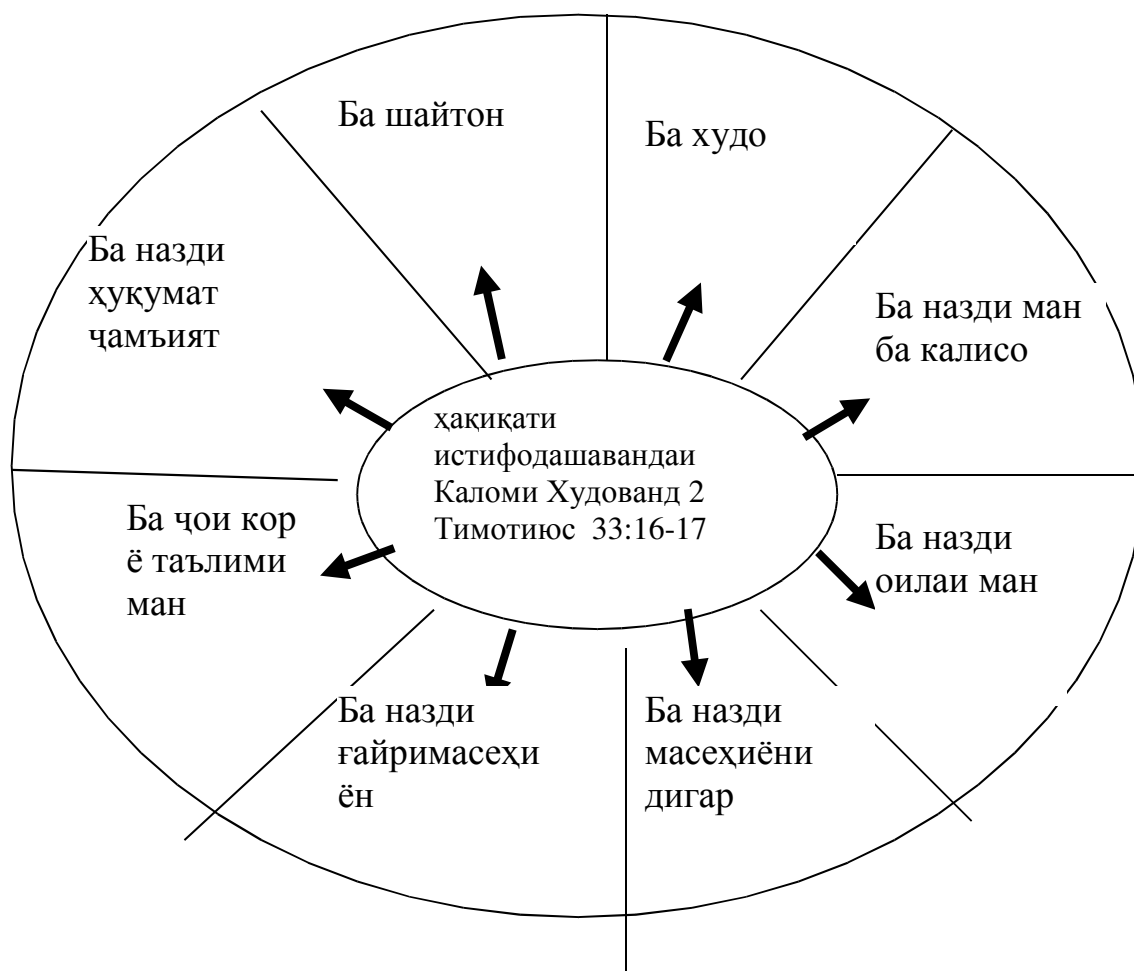 Ба шайтон
Ба худо
Ба назди
ҳуқумат
ҷамъият
Ба назди ман
ба калисо
ҳақиқати
истифодашавандаи
Каломи Худованд 2
Тимотиюс 33:16-17
Ба ҷои кор
ё таълими
ман
Ба назди
оилаи ман
Ба назди
ғайримасеҳи
ён
Ба назди
масеҳиёни
дигар